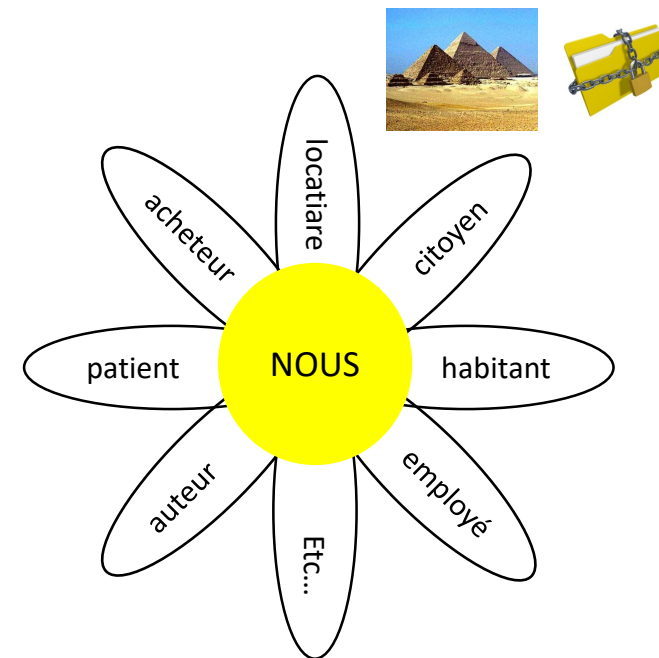 locatiare
acheteur
citoyen
patient
NOUS
habitant
auteur
employé
Etc...